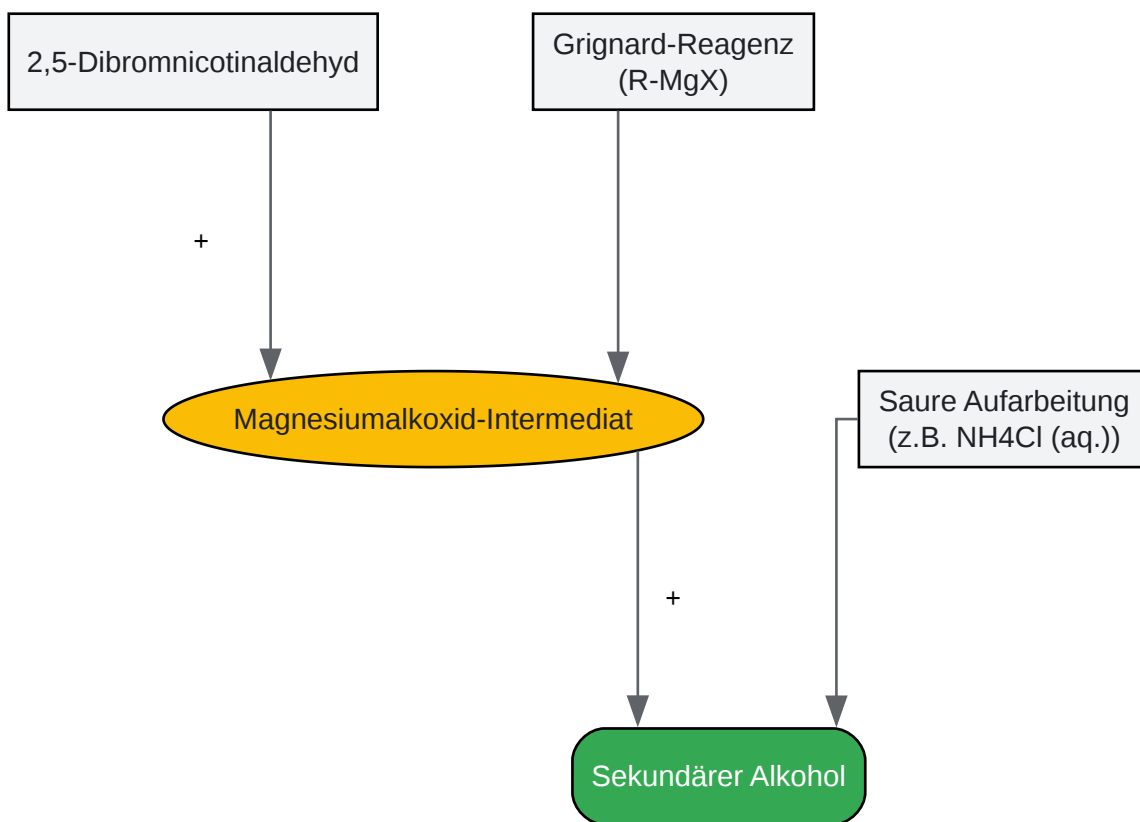 2,5-Dibromnicotinaldehyd
Grignard-Reagenz
(R-MgX)
+
Magnesiumalkoxid-Intermediat
Saure Aufarbeitung
(z.B. NH4Cl (aq.))
+
Sekundärer Alkohol